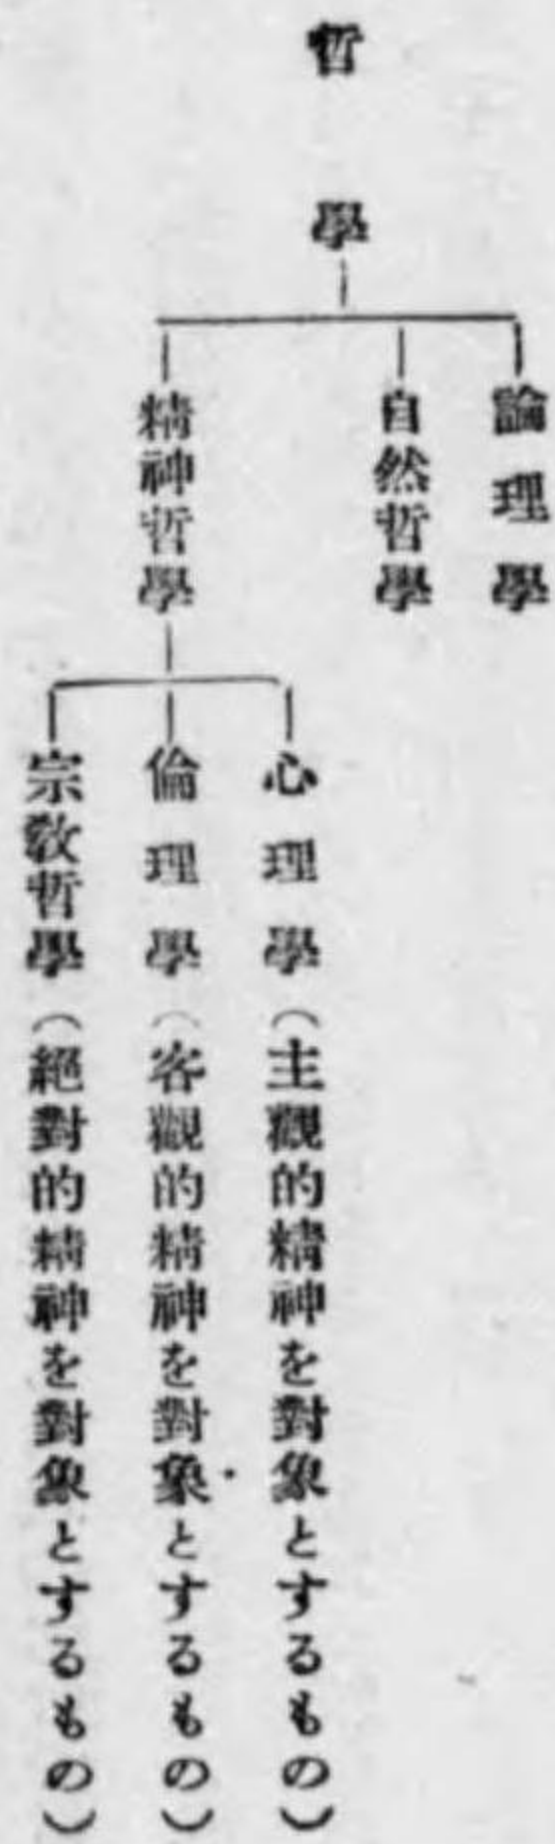 哲學
論理學
自然哲學
精神哲學
心理學(主觀的精神を對象とするもの)
倫理學(客觀的精神を對象とするもの)
宗敎哲學(絕對的精神を對象とするもの)